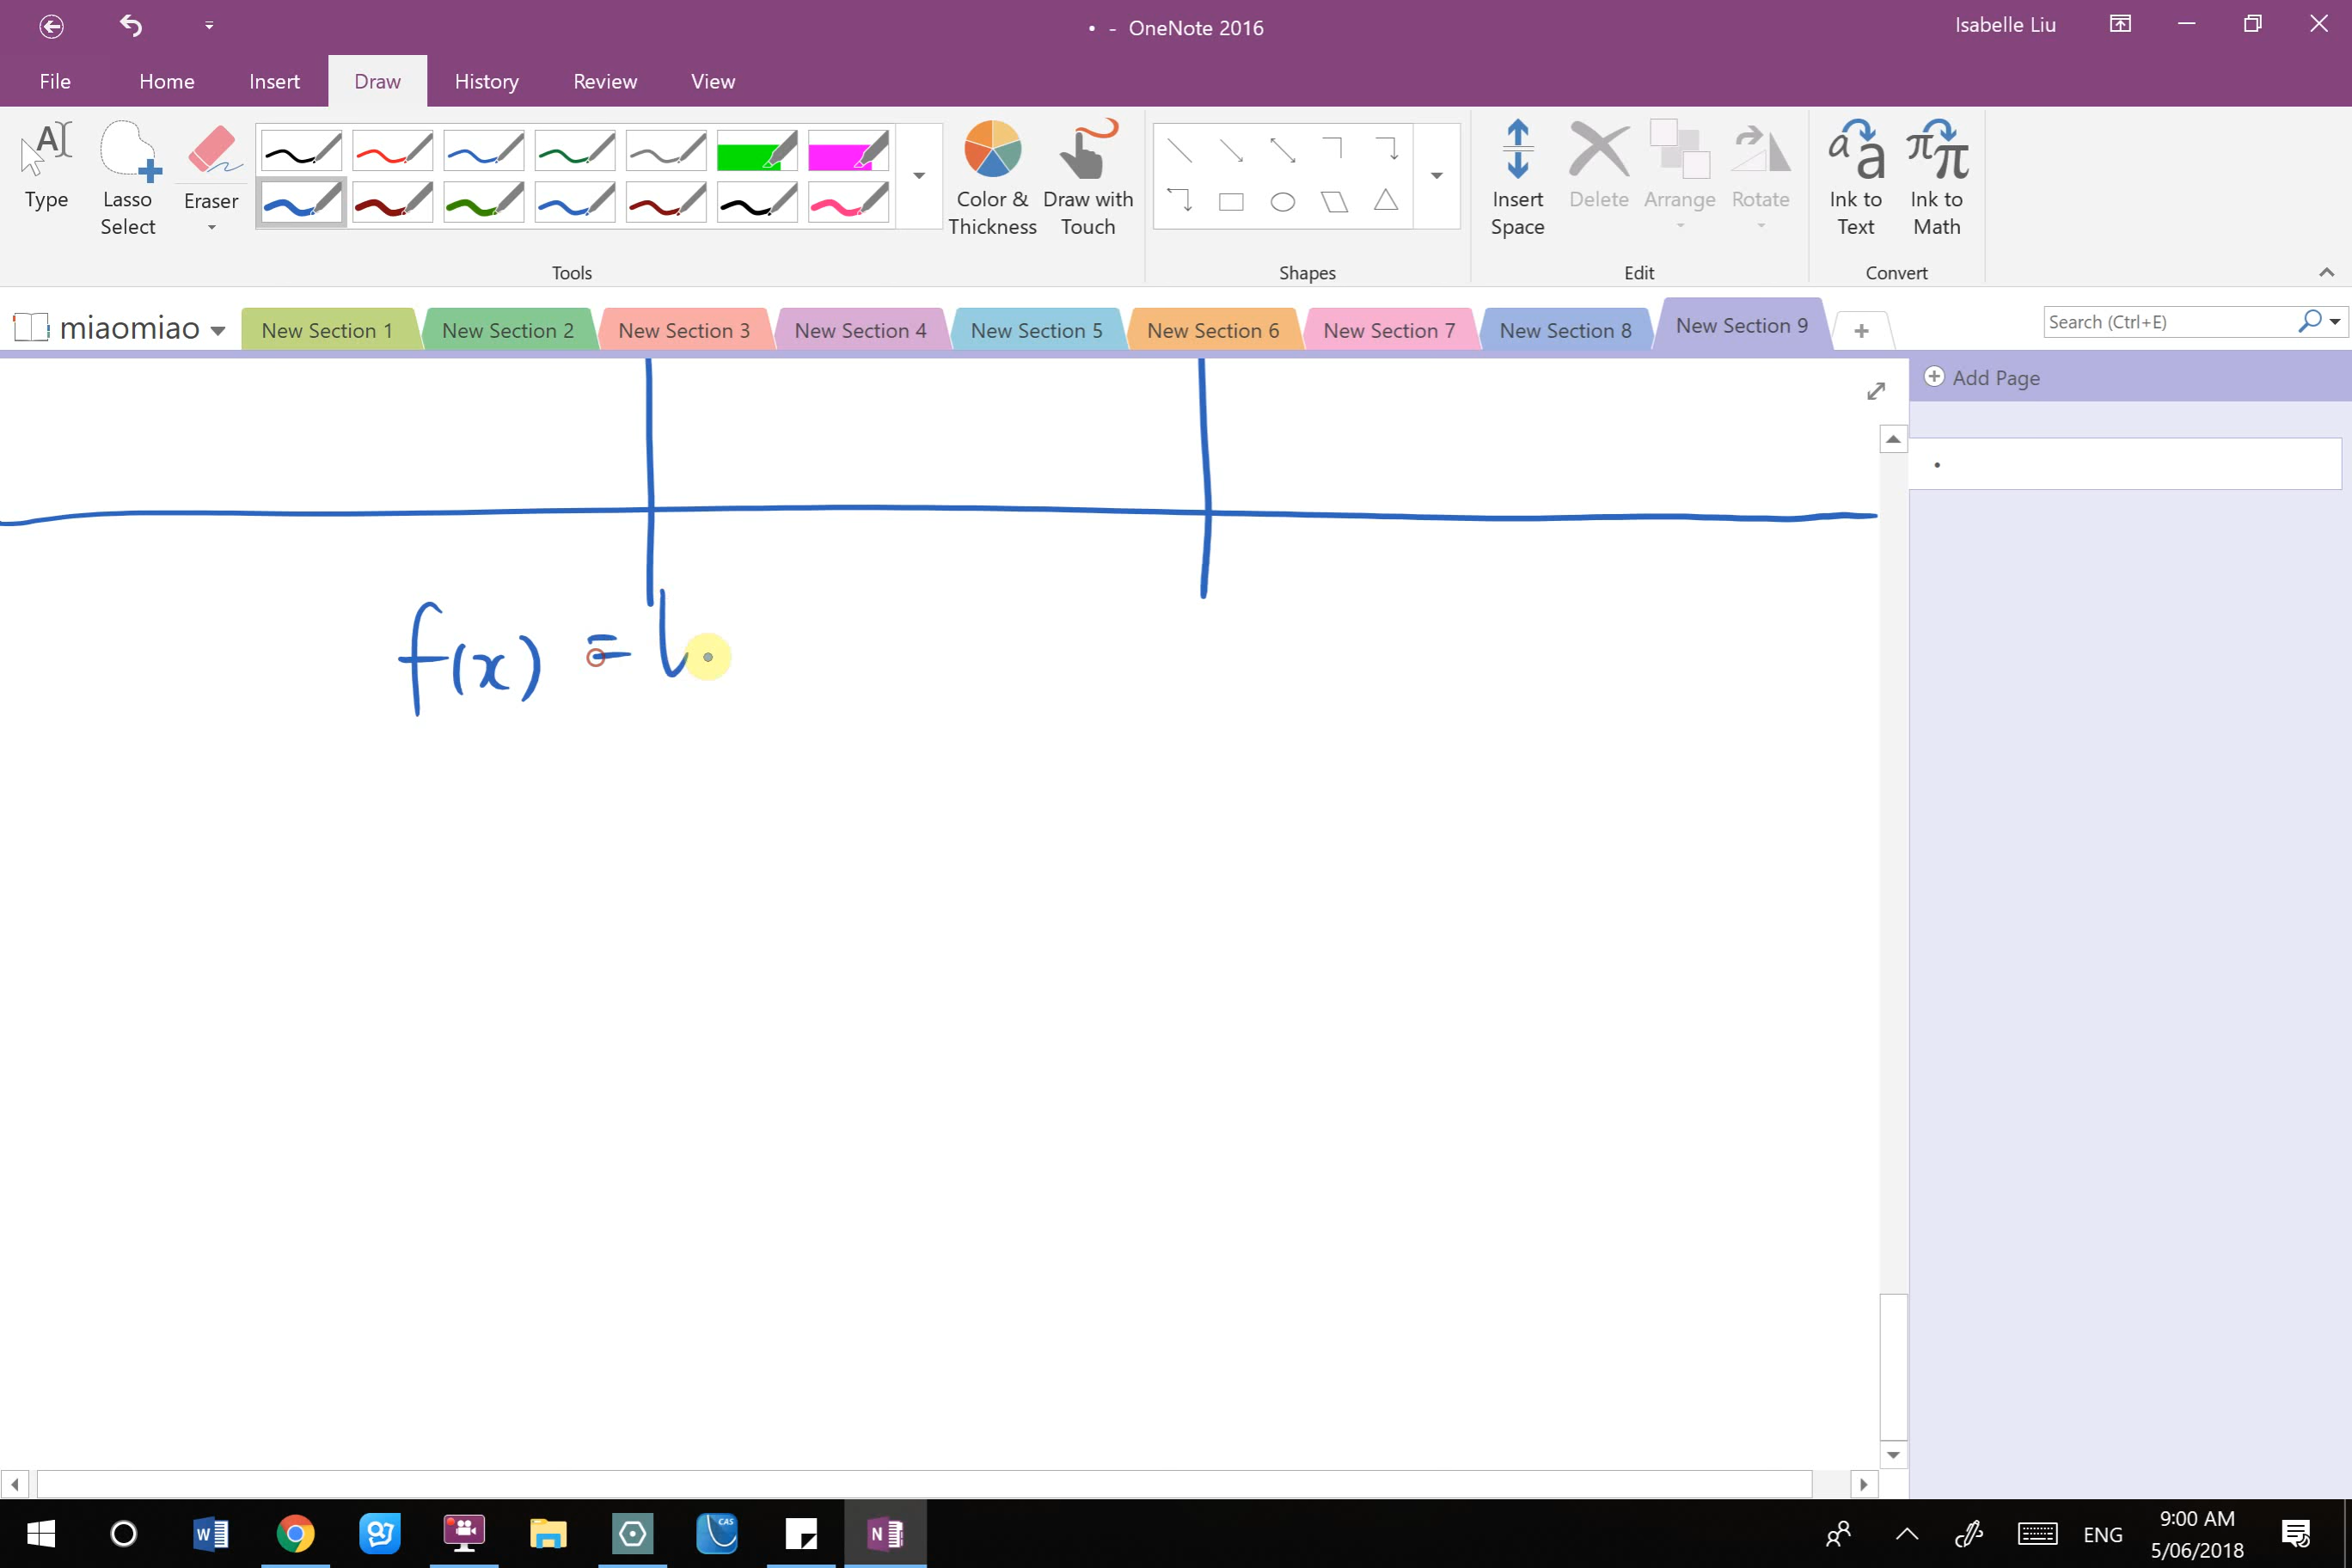 • - OneNote 2016
Isabelle Liu
File Home Insert Draw History Review View
Type
Lasso Select
Eraser
Color & Thickness
Draw with Touch
Insert Space
Delete
Arrange
Rotate
Ink to Text
Ink to Math
Tools Shapes Edit Convert
miaomiao New Section 1 New Section 2 New Section 3 New Section 4 New Section 5 New Section 6 New Section 7 New Section 8 New Section 9 +
Search (Ctrl+E)
Add Page
•
f(x) = l
CAS
ENG
9:00 AM
5/06/2018